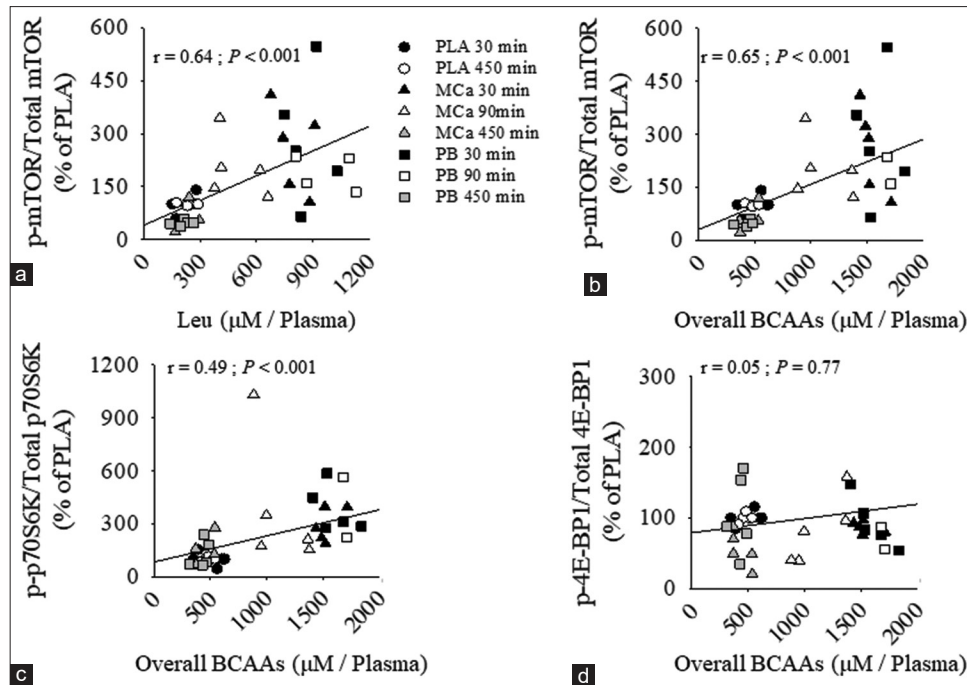 p-mTOR/Total mTOR
(% of PLA)
600
450
300
150
0
r = 0.64 ; P < 0.001
0
300
600
900
1200
Leu (µM / Plasma)
a
PLA 30 min
PLA 450 min
MCa 30 min
MCa 90min
MCa 450 min
PB 30 min
PB 90 min
PB 450 min
p-mTOR/Total mTOR
(% of PLA)
600
450
300
150
0
r = 0.65 ; P < 0.001
0
500
1000
1500
2000
Overall BCAAs (µM / Plasma)
b
p-p70S6K/Total p70S6K
(% of PLA)
1200
900
600
300
0
r = 0.49 ; P < 0.001
0
500
1000
1500
2000
Overall BCAAs (µM / Plasma)
c
p-4E-BP1/Total 4E-BP1
(% of PLA)
300
200
100
0
r = 0.05 ; P = 0.77
0
500
1000
1500
2000
Overall BCAAs (µM / Plasma)
d